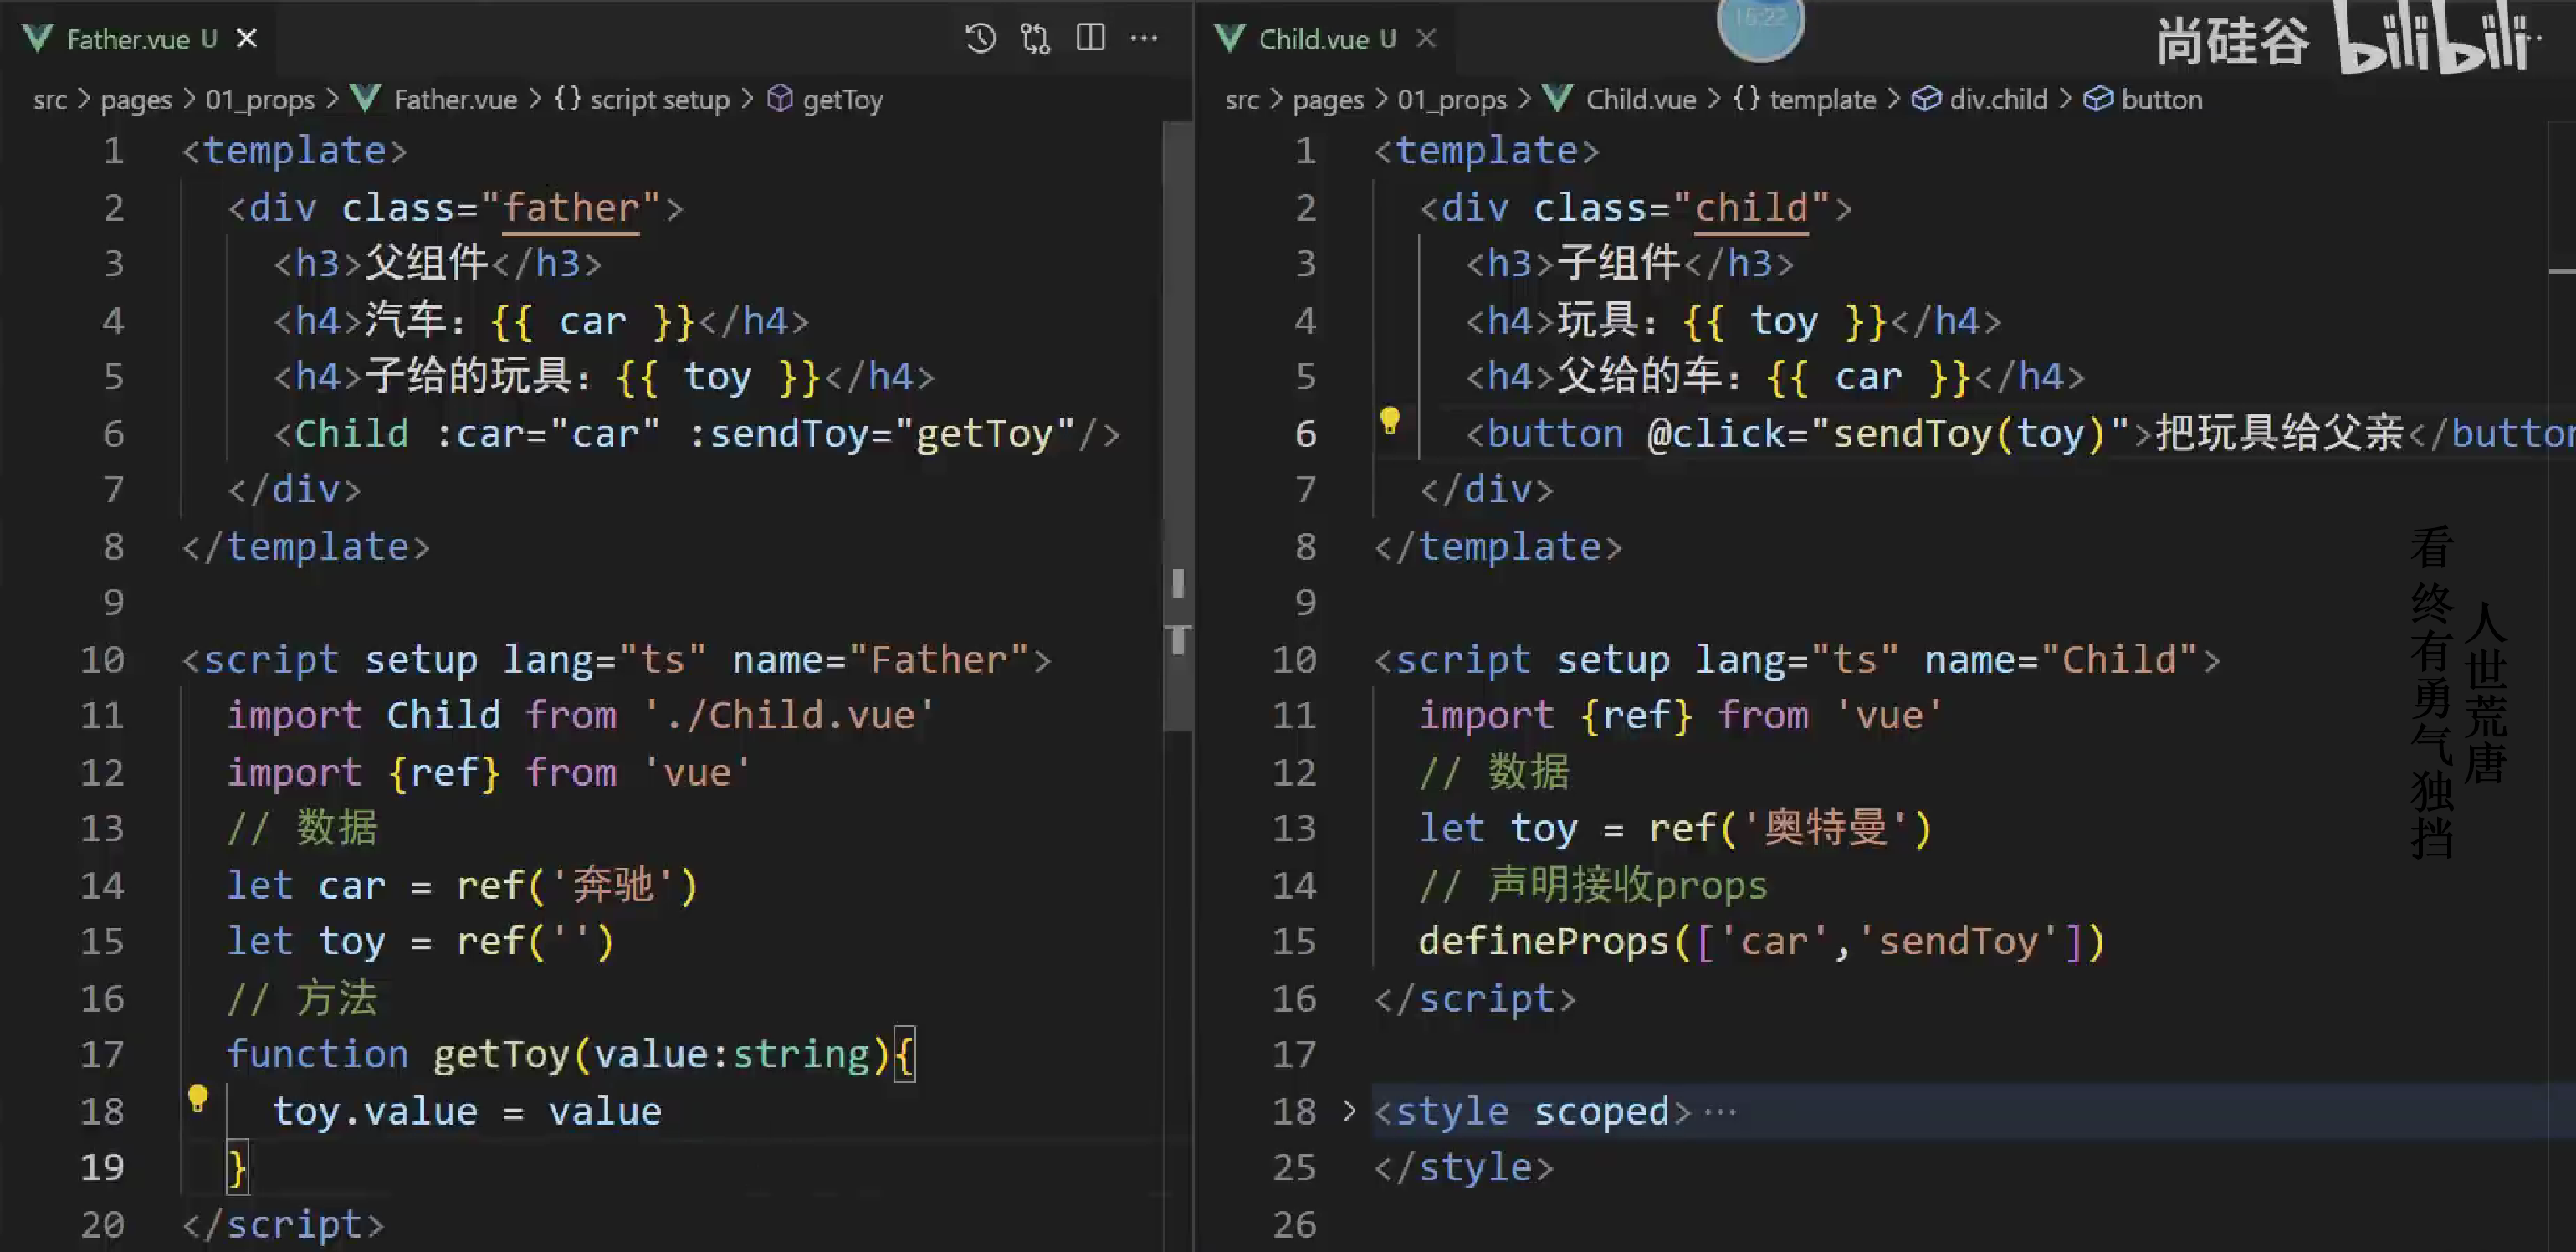 Father.vue U
src > pages > 01_props > Father.vue > {} script setup > getToy
1 <template>
2 <div class="father">
3 <h3>父组件</h3>
4 <h4>汽车：{{ car }}</h4>
5 <h4>子给的玩具：{{ toy }}</h4>
6 <Child :car="car" :sendToy="getToy"/>
7 </div>
8 </template>
9
10 <script setup lang="ts" name="Father">
11 import Child from './Child.vue'
12 import {ref} from 'vue'
13 // 数据
14 let car = ref('奔驰')
15 let toy = ref('')
16 // 方法
17 function getToy(value:string){
18 toy.value = value
19 }
20 </script>
Child.vue U
15:22
尚硅谷 bilibili
src > pages > 01_props > Child.vue > {} template > div.child > button
1 <template>
2 <div class="child">
3 <h3>子组件</h3>
4 <h4>玩具：{{ toy }}</h4>
5 <h4>父给的车：{{ car }}</h4>
6 <button @click="sendToy(toy)">把玩具给父亲</button
7 </div>
8 </template>
9
10 <script setup lang="ts" name="Child">
11 import {ref} from 'vue'
12 // 数据
13 let toy = ref('奥特曼')
14 // 声明接收props
15 defineProps(['car','sendToy'])
16 </script>
17
18 > <style scoped>···
25 </style>
26
人世荒唐
看终有勇气独挡